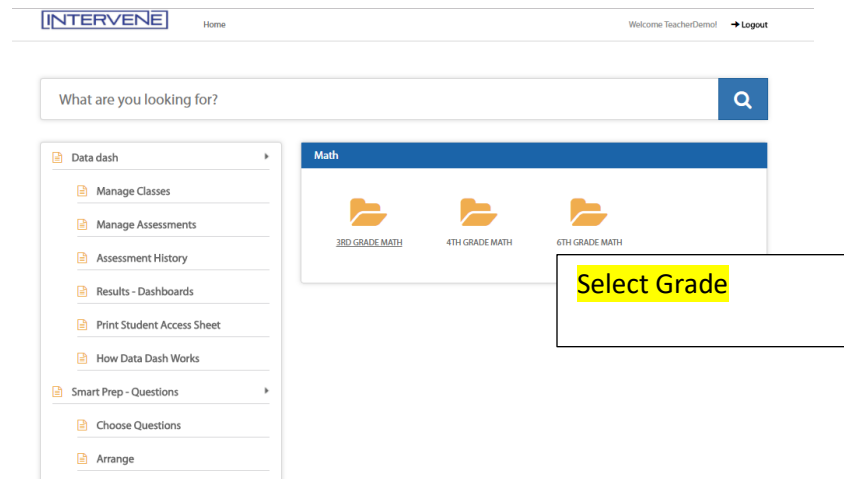 INTERVENE
Home
Welcome TeacherDemo!
Logout
What are you looking for?
Data dash
Manage Classes
Manage Assessments
Assessment History
Results - Dashboards
Print Student Access Sheet
How Data Dash Works
Smart Prep - Questions
Choose Questions
Arrange
Math
3RD GRADE MATH
4TH GRADE MATH
6TH GRADE MATH
Select Grade